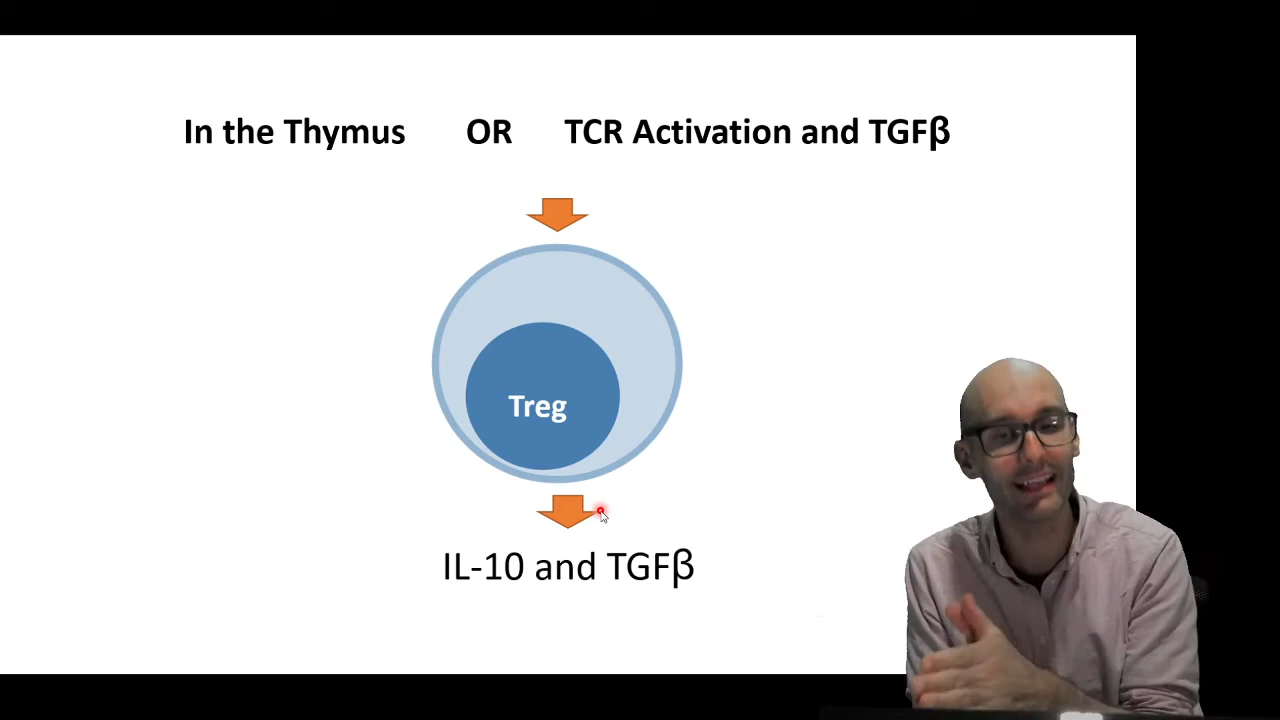 In the Thymus OR TCR Activation and TGFβ
Treg
IL-10 and TGFβ